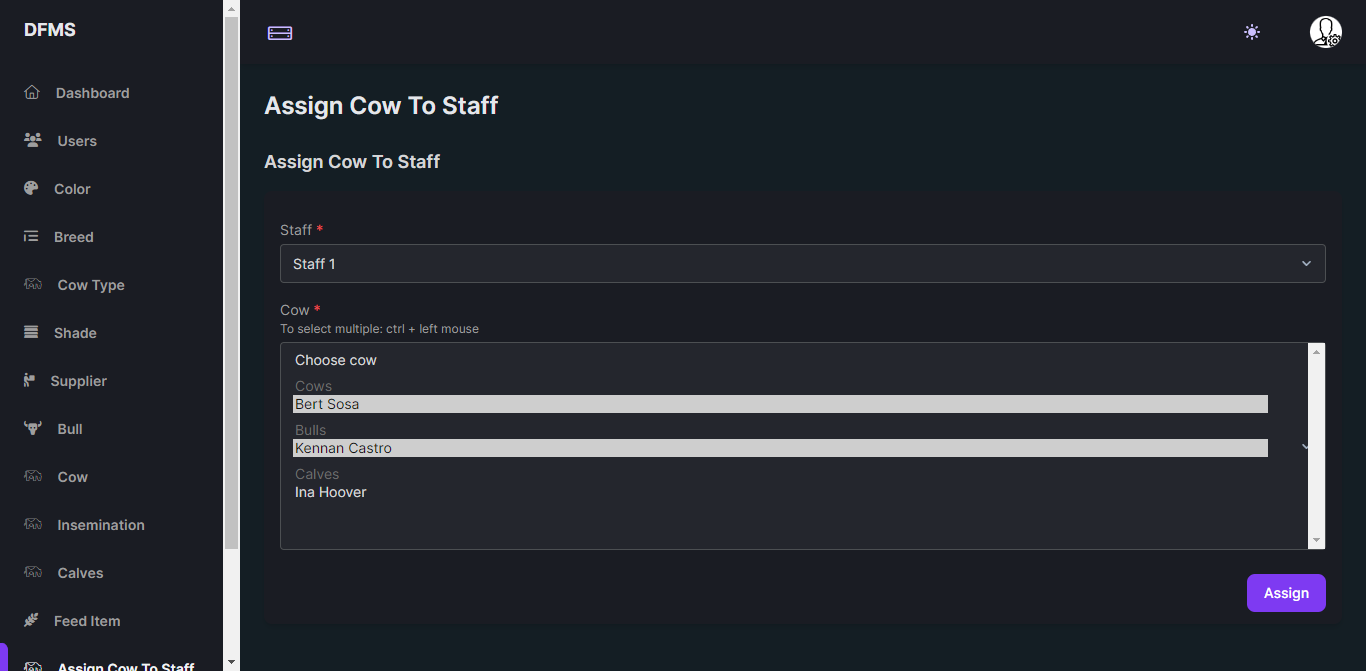 DFMS
Dashboard
Users
Color
Breed
Cow Type
Shade
Supplier
Bull
Cow
Insemination
Calves
Feed Item
Assign Cow To Staff
Assign Cow To Staff
Assign Cow To Staff
Staff *
Staff 1
Cow *
To select multiple: ctrl + left mouse
Choose cow
Cows
Bert Sosa
Bulls
Kennan Castro
Calves
Ina Hoover
Assign